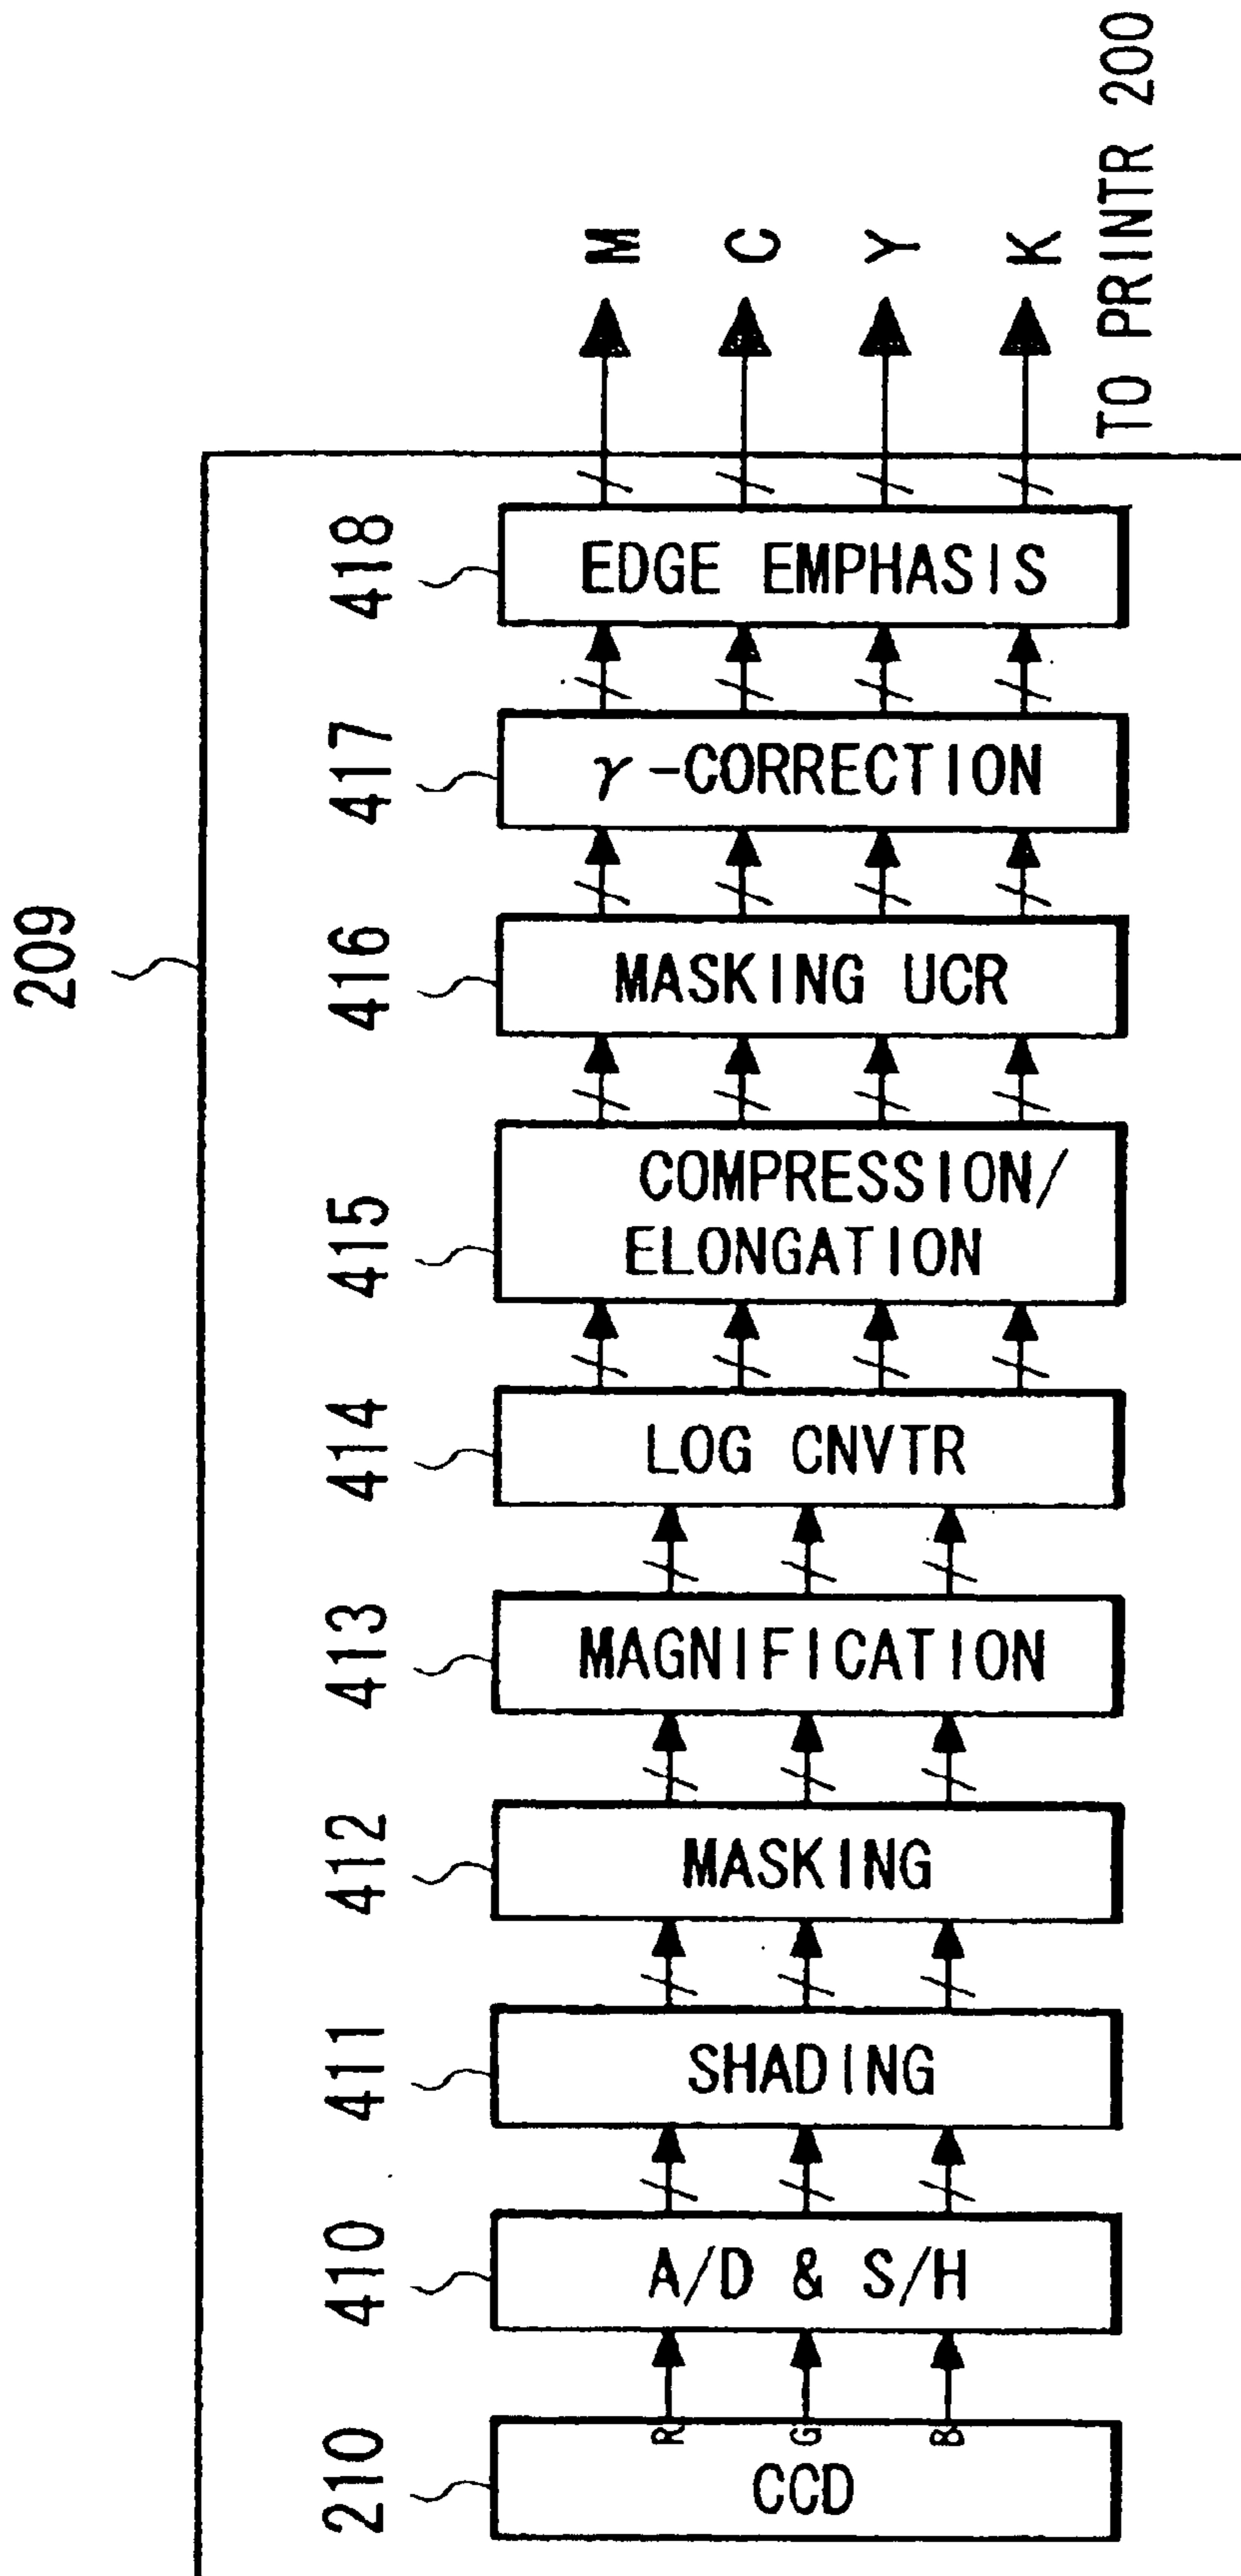 209
210
410
411
412
413
414
415
416
417
418
CCD
R
G
B
A/D & S/H
SHADING
MASKING
MAGNIFICATION
LOG CNVTR
COMPRESSION/
ELONGATION
MASKING UCR
γ-CORRECTION
EDGE EMPHASIS
M
C
Y
K
TO PRINTR 200